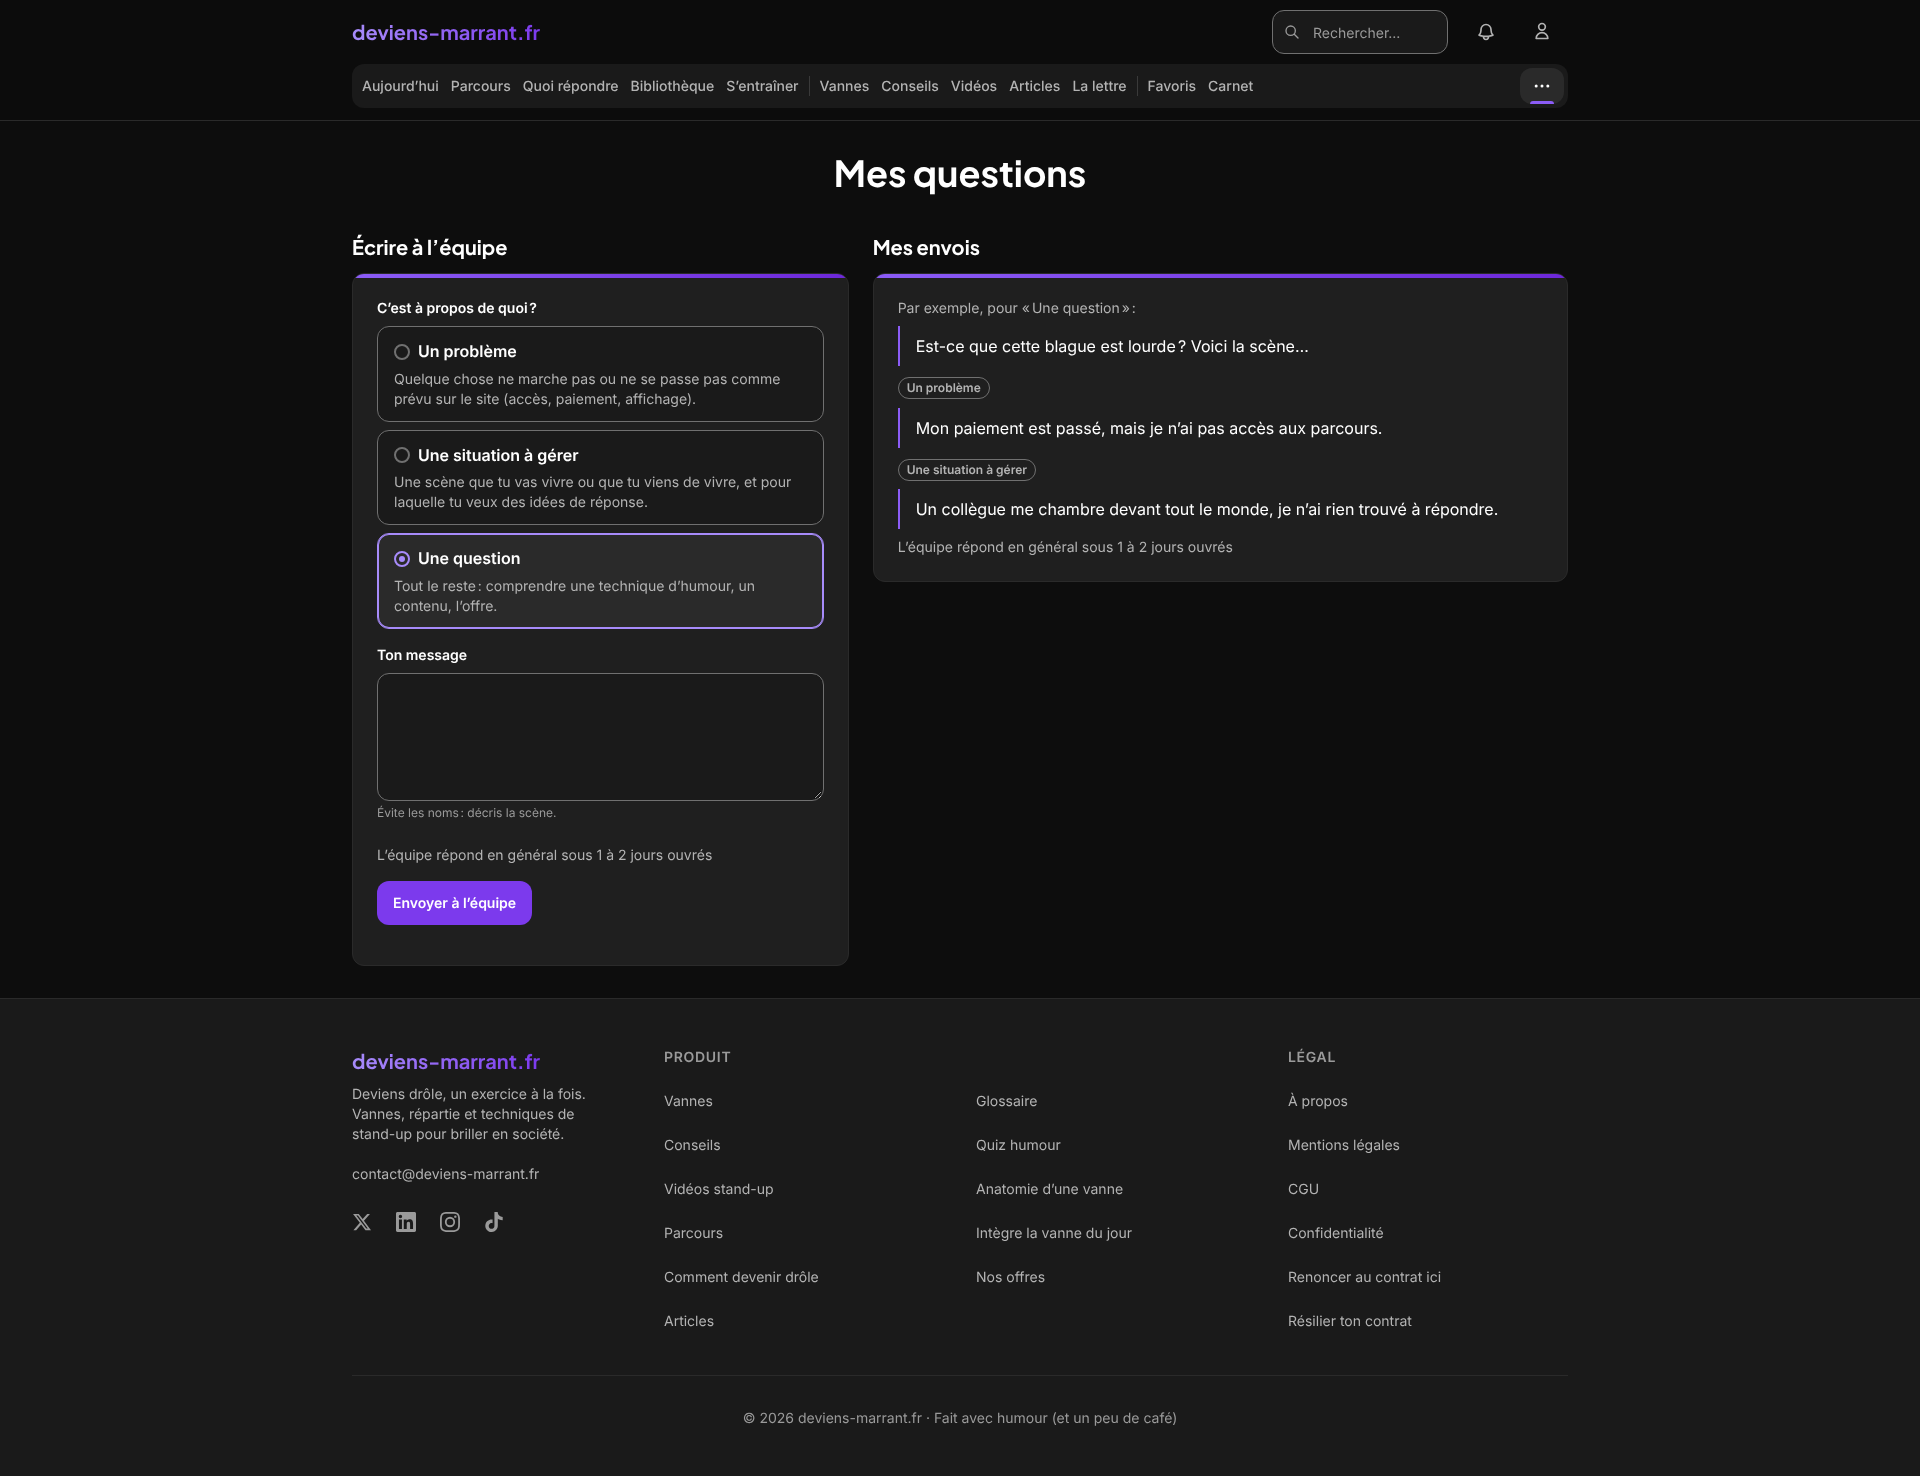 deviens-marrant.fr
Rechercher...
Aujourd’hui Parcours Quoi répondre Bibliothèque S’entraîner Vannes Conseils Vidéos Articles La lettre Favoris Carnet
Mes questions
Écrire à l’équipe
C’est à propos de quoi ?
Un problème
Quelque chose ne marche pas ou ne se passe pas comme
prévu sur le site (accès, paiement, affichage).
Une situation à gérer
Une scène que tu vas vivre ou que tu viens de vivre, et pour
laquelle tu veux des idées de réponse.
Une question
Tout le reste : comprendre une technique d’humour, un
contenu, l’offre.
Ton message
Évite les noms : décris la scène.
L’équipe répond en général sous 1 à 2 jours ouvrés
Envoyer à l’équipe
Mes envois
Par exemple, pour « Une question » :
Est-ce que cette blague est lourde ? Voici la scène…
Un problème
Mon paiement est passé, mais je n’ai pas accès aux parcours.
Une situation à gérer
Un collègue me chambre devant tout le monde, je n’ai rien trouvé à répondre.
L’équipe répond en général sous 1 à 2 jours ouvrés
deviens-marrant.fr
Deviens drôle, un exercice à la fois.
Vannes, répartie et techniques de
stand-up pour briller en société.
contact@deviens-marrant.fr
PRODUIT
Vannes
Conseils
Vidéos stand-up
Parcours
Comment devenir drôle
Articles
Glossaire
Quiz humour
Anatomie d’une vanne
Intègre la vanne du jour
Nos offres
LÉGAL
À propos
Mentions légales
CGU
Confidentialité
Renoncer au contrat ici
Résilier ton contrat
© 2026 deviens-marrant.fr · Fait avec humour (et un peu de café)